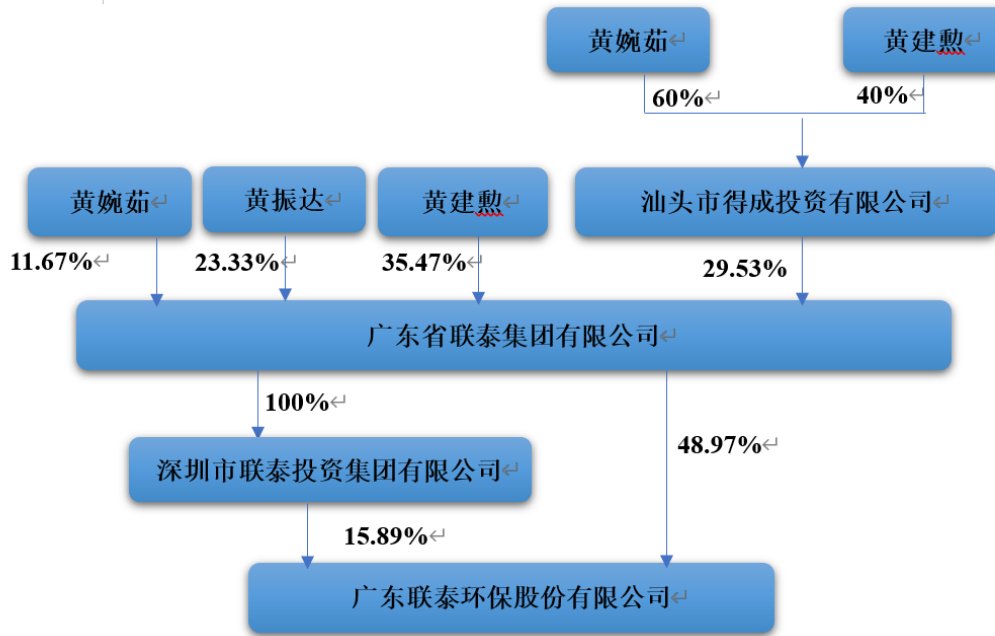 黄婉茹
黄建勲
60%
40%
黄婉茹
黄振达
黄建勲
汕头市得成投资有限公司
11.67%
23.33%
35.47%
29.53%
广东省联泰集团有限公司
100%
48.97%
深圳市联泰投资集团有限公司
15.89%
广东联泰环保股份有限公司